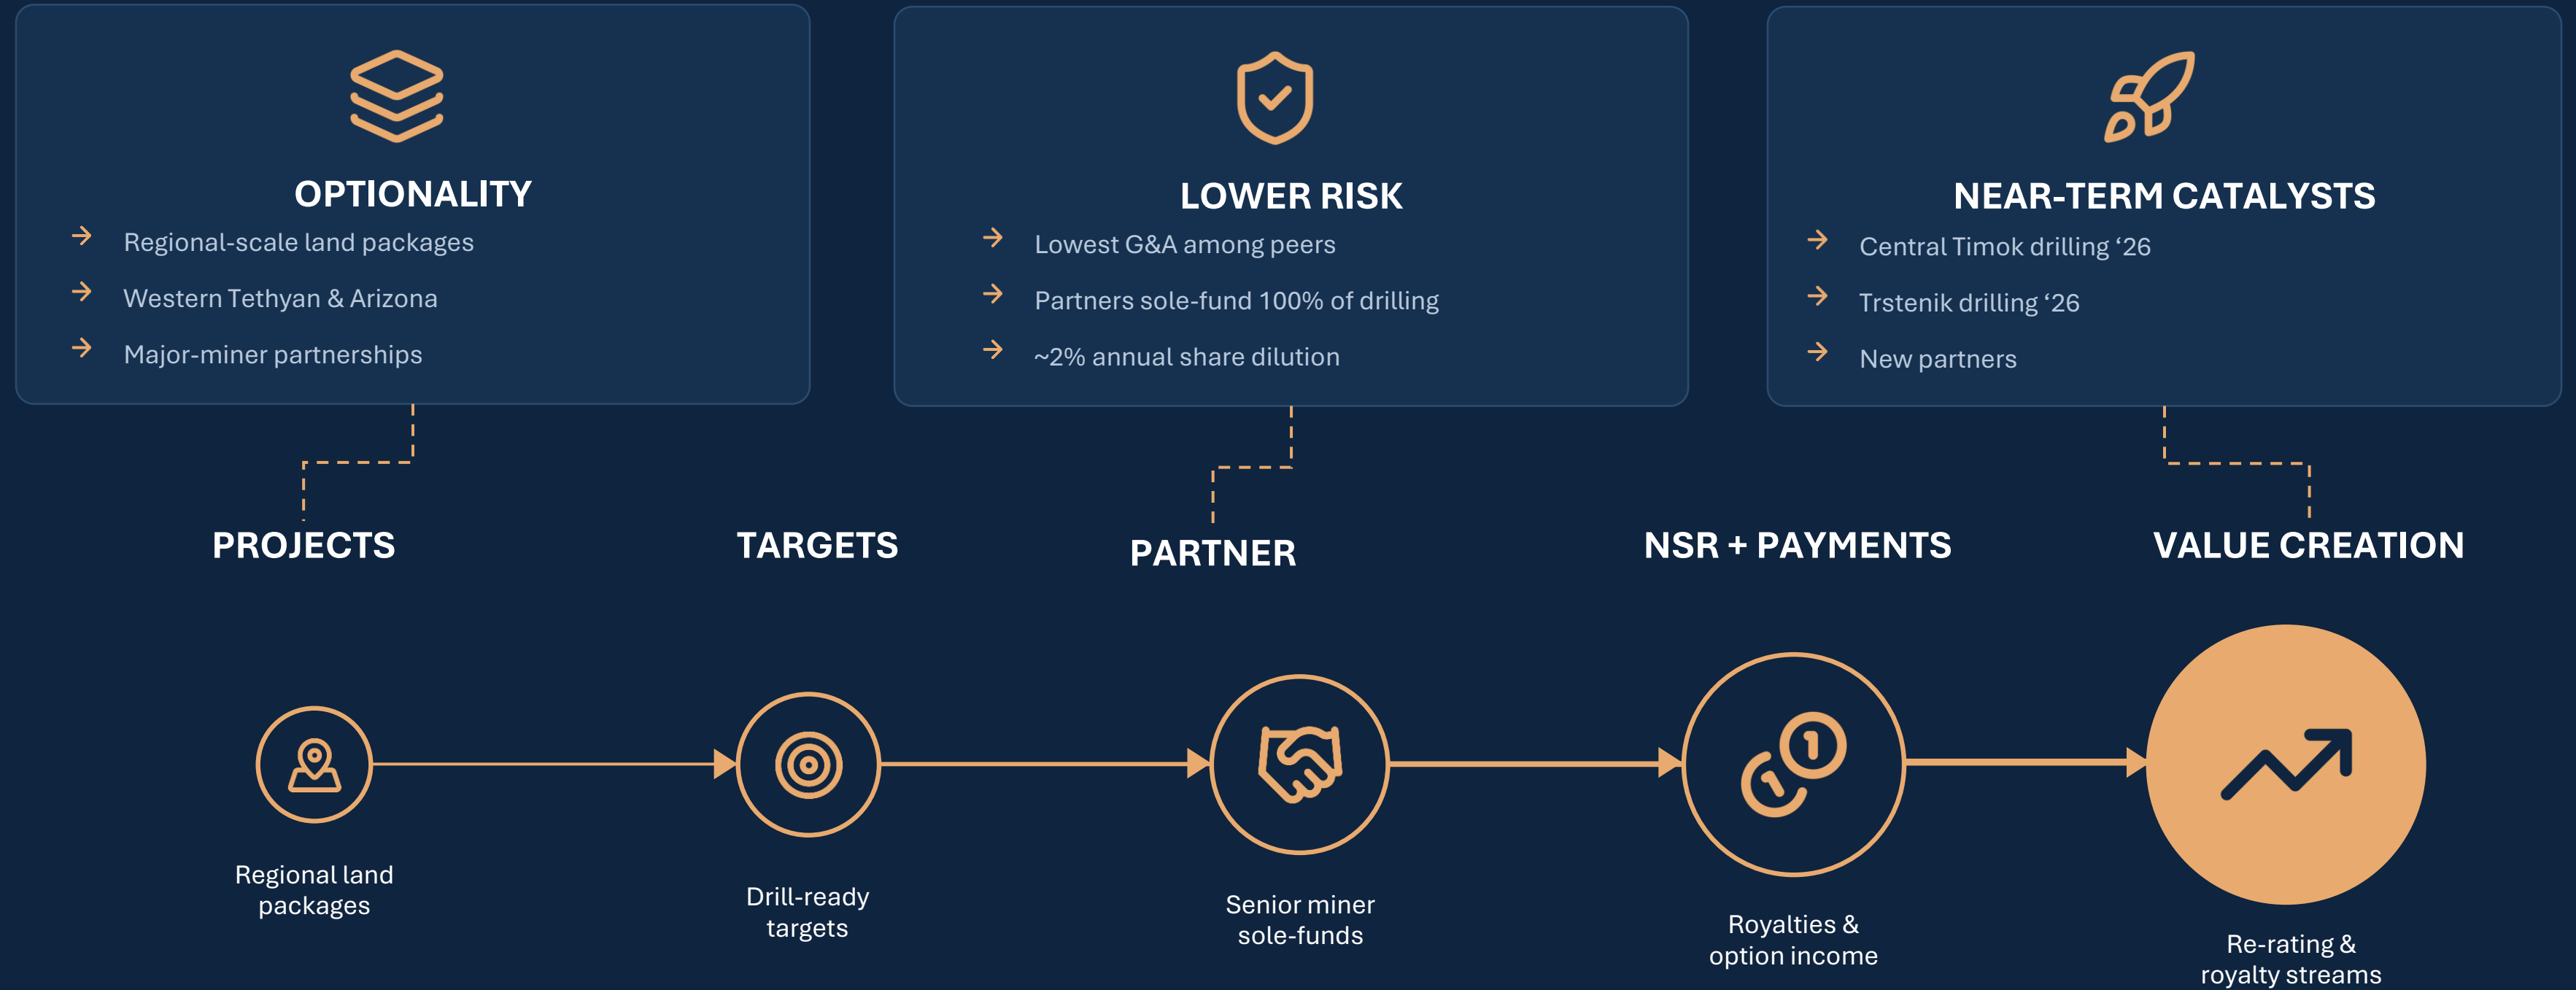 OPTIONALITY
Regional-scale land packages
Western Tethyan & Arizona
Major-miner partnerships
LOWER RISK
Lowest G&A among peers
Partners sole-fund 100% of drilling
~2% annual share dilution
NEAR-TERM CATALYSTS
Central Timok drilling ‘26
Trstenik drilling ‘26
New partners
PROJECTS
TARGETS
PARTNER
NSR + PAYMENTS
VALUE CREATION
1
1
Regional land
packages
Drill-ready
targets
Senior miner
sole-funds
Royalties &
option income
Re-rating &
royalty streams